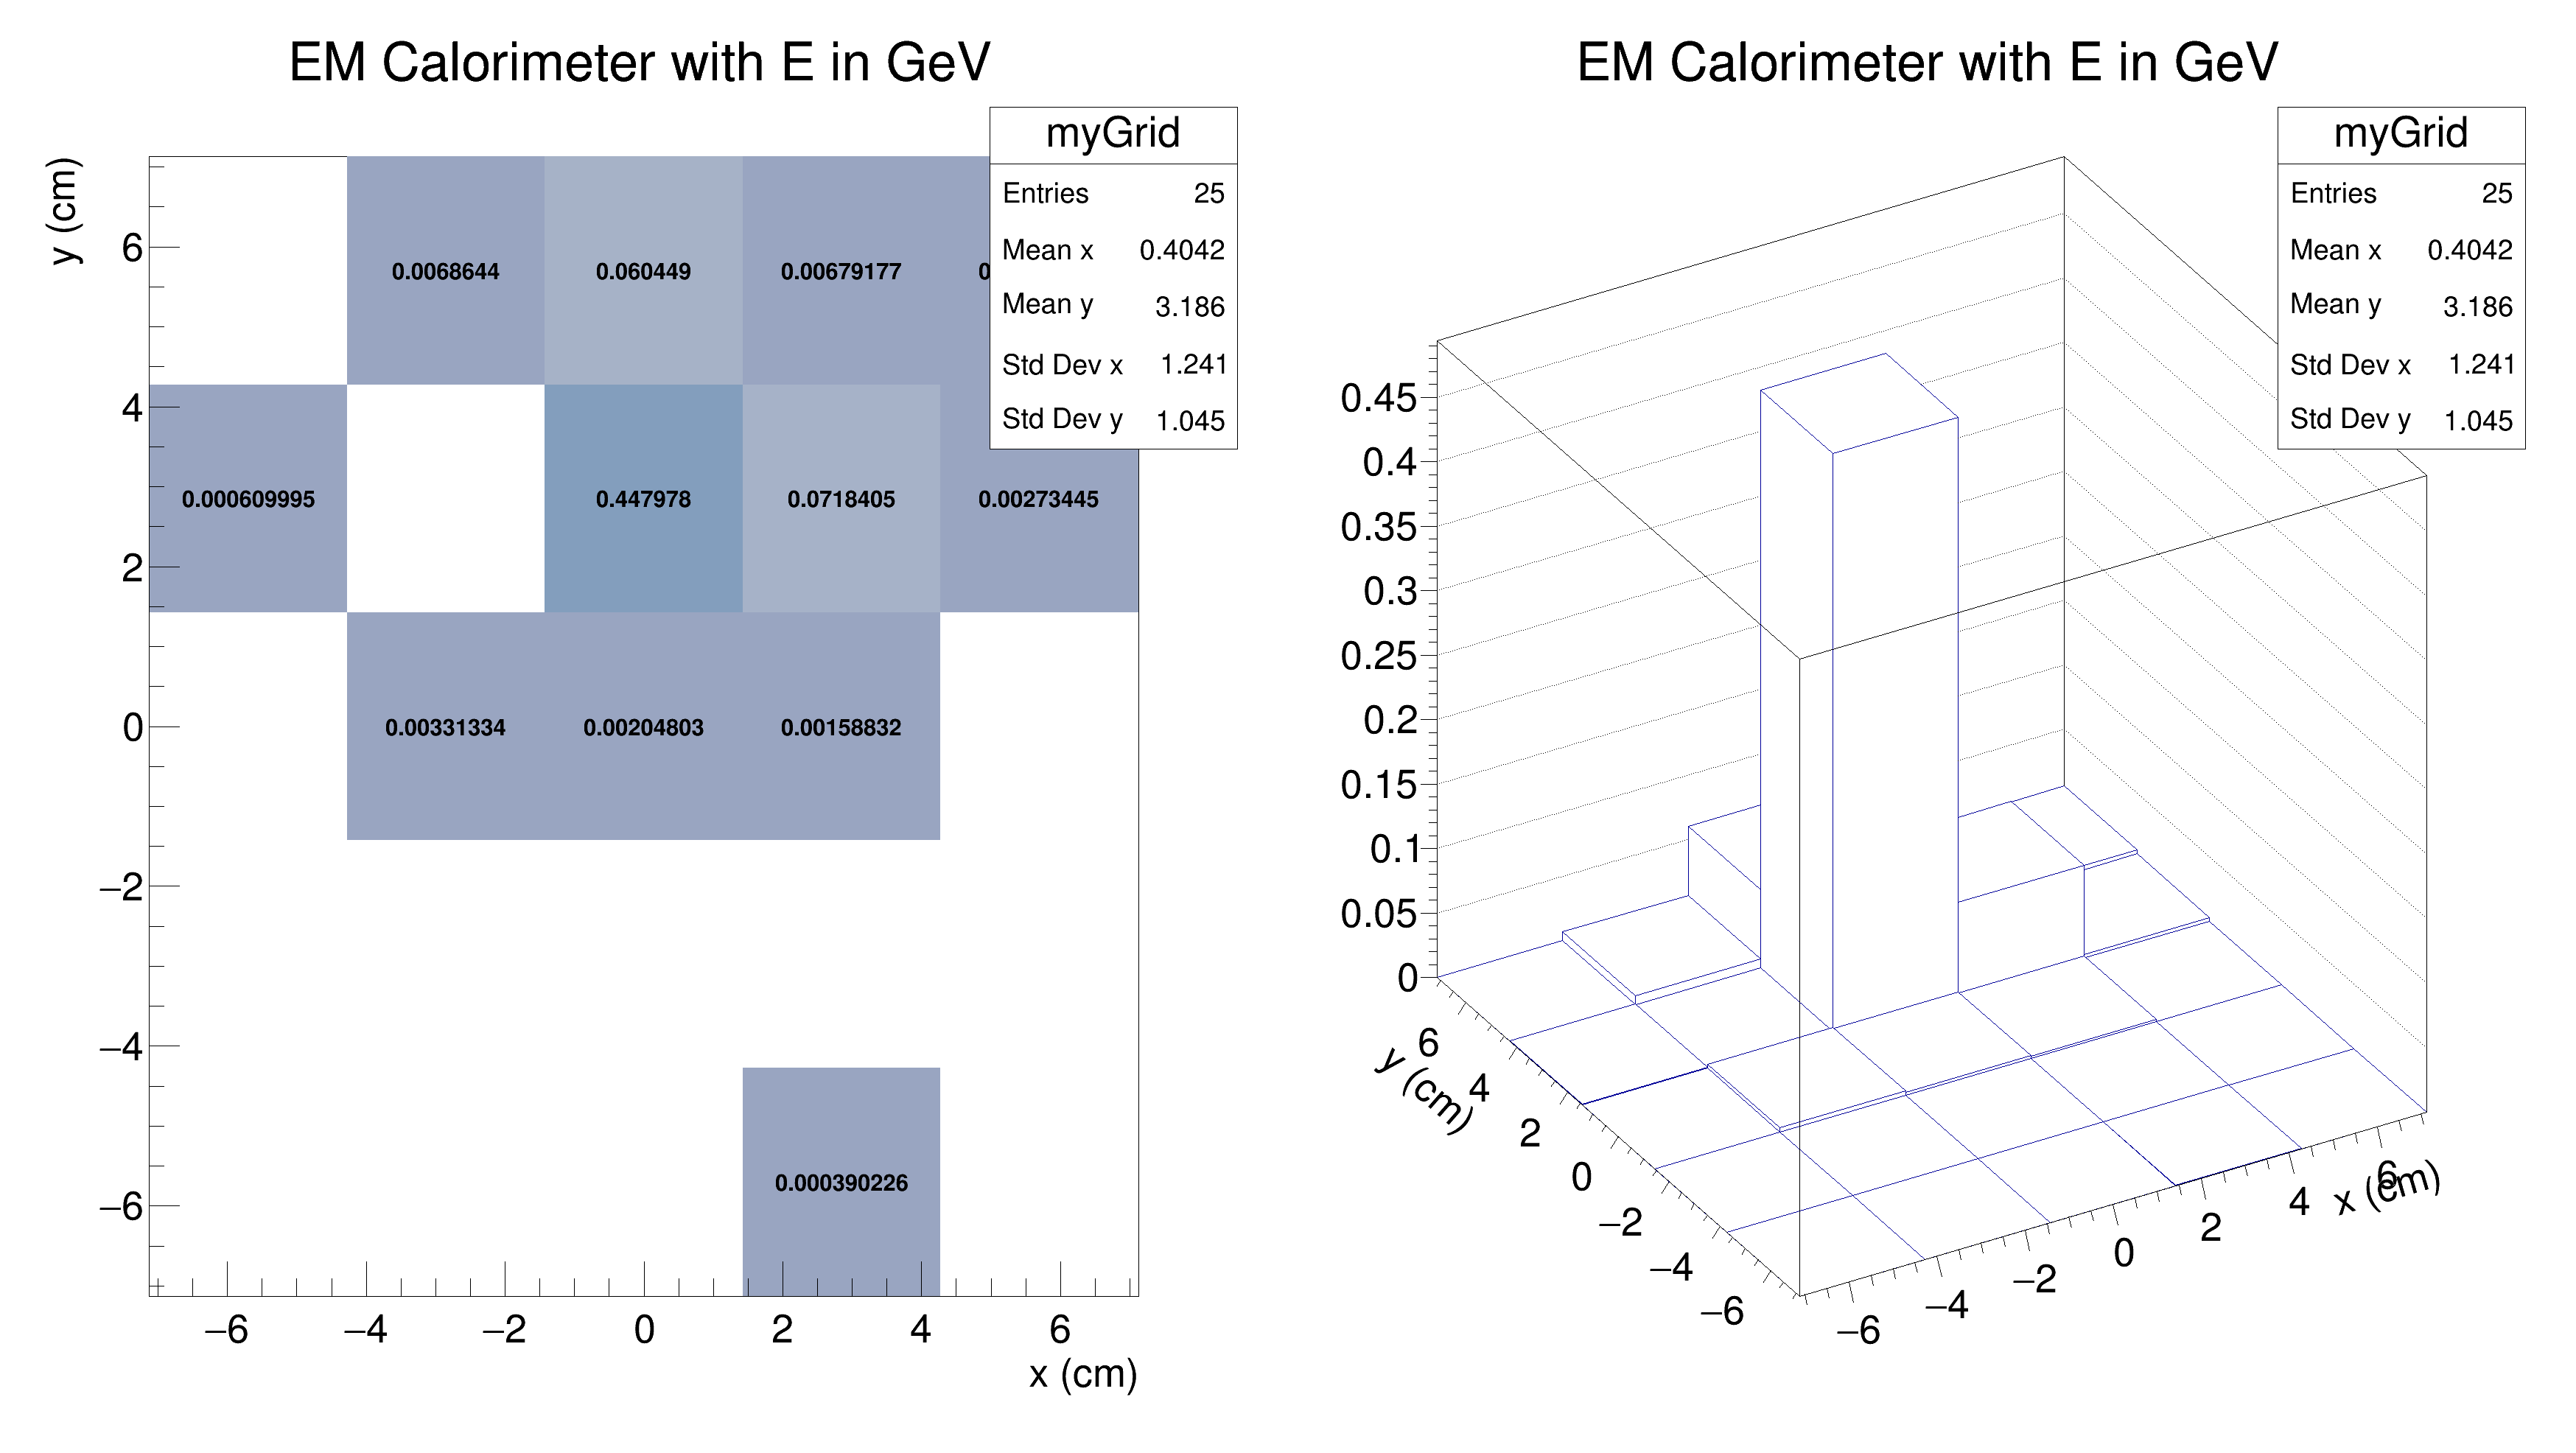 EM Calorimeter with E in GeV
myGrid
Entries 25
Mean x 0.4042
Mean y 3.186
Std Dev x 1.241
Std Dev y 1.045
y (cm)
6
4
2
0
−2
−4
−6
0.0068644 0.060449 0.00679177
0.000609995 0.447978 0.0718405 0.00273445
0.00331334 0.00204803 0.00158832
0.000390226
−6 −4 −2 0 2 4 6
x (cm)
EM Calorimeter with E in GeV
myGrid
Entries 25
Mean x 0.4042
Mean y 3.186
Std Dev x 1.241
Std Dev y 1.045
0.45
0.4
0.35
0.3
0.25
0.2
0.15
0.1
0.05
0
6
4
2
0
−2
−4
−6
y (cm)
−6 −4 −2 0 2 4 6
x (cm)